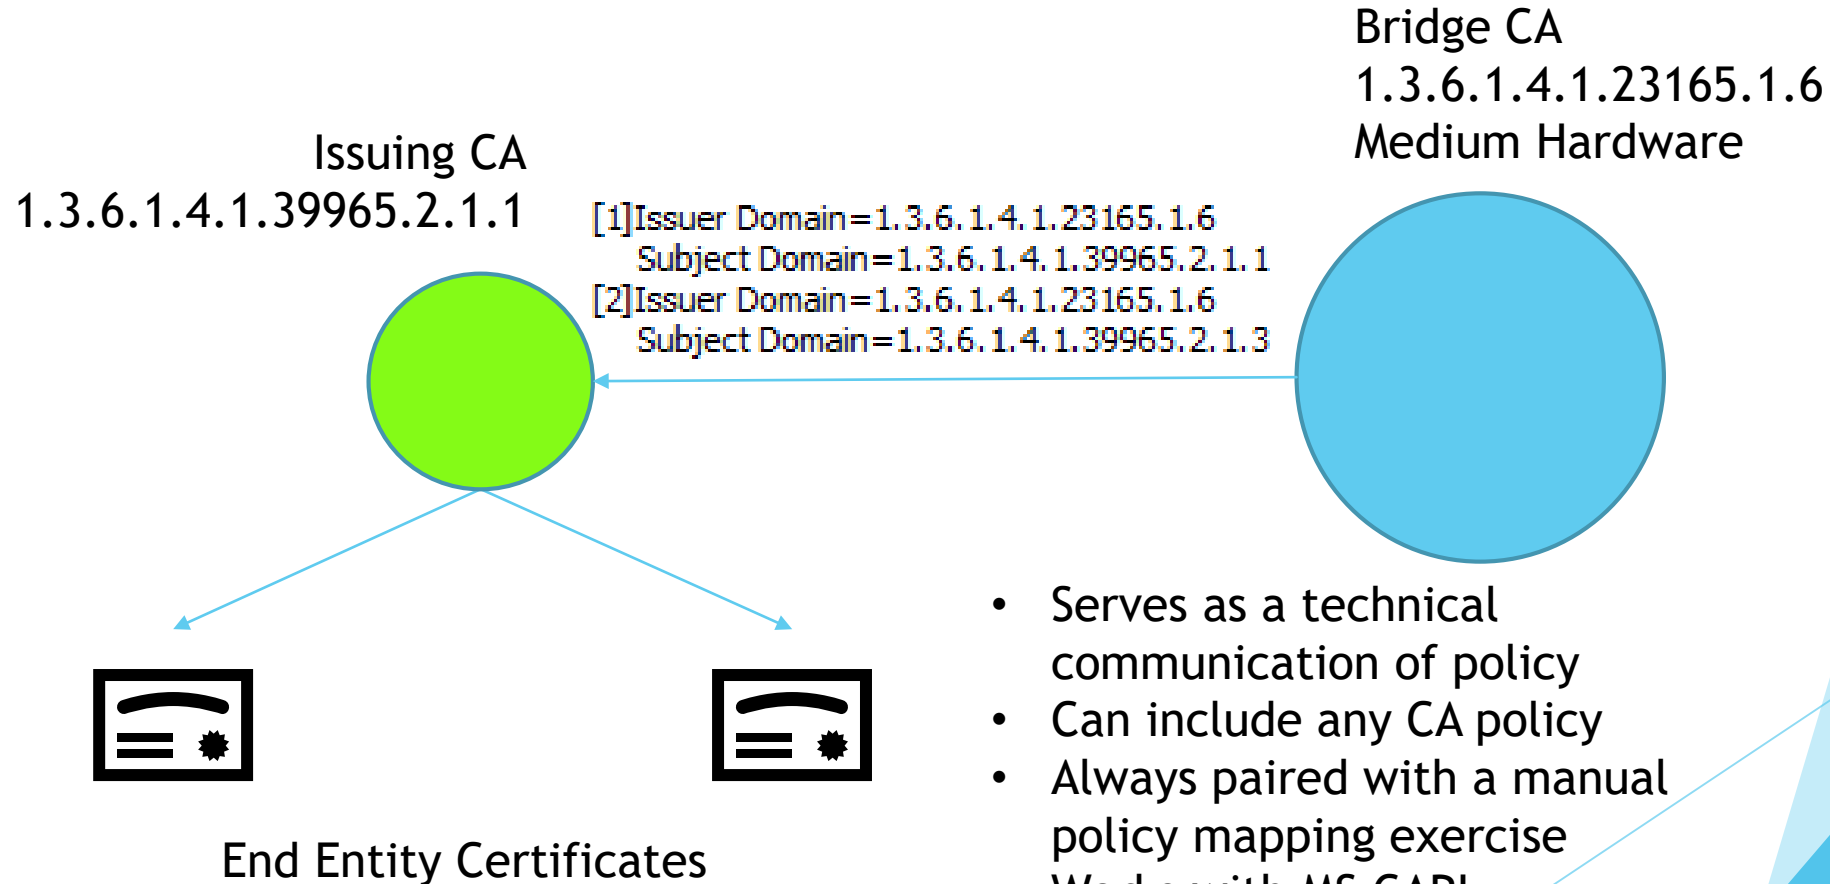 Bridge CA
1.3.6.1.4.1.23165.1.6
Medium Hardware
Issuing CA
1.3.6.1.4.1.39965.2.1.1
[1]Issuer Domain=1.3.6.1.4.1.23165.1.6
Subject Domain=1.3.6.1.4.1.39965.2.1.1
[2]Issuer Domain=1.3.6.1.4.1.23165.1.6
Subject Domain=1.3.6.1.4.1.39965.2.1.3
• Serves as a technical
communication of policy
• Can include any CA policy
• Always paired with a manual
policy mapping exercise
with MS CAPI
End Entity Certificates